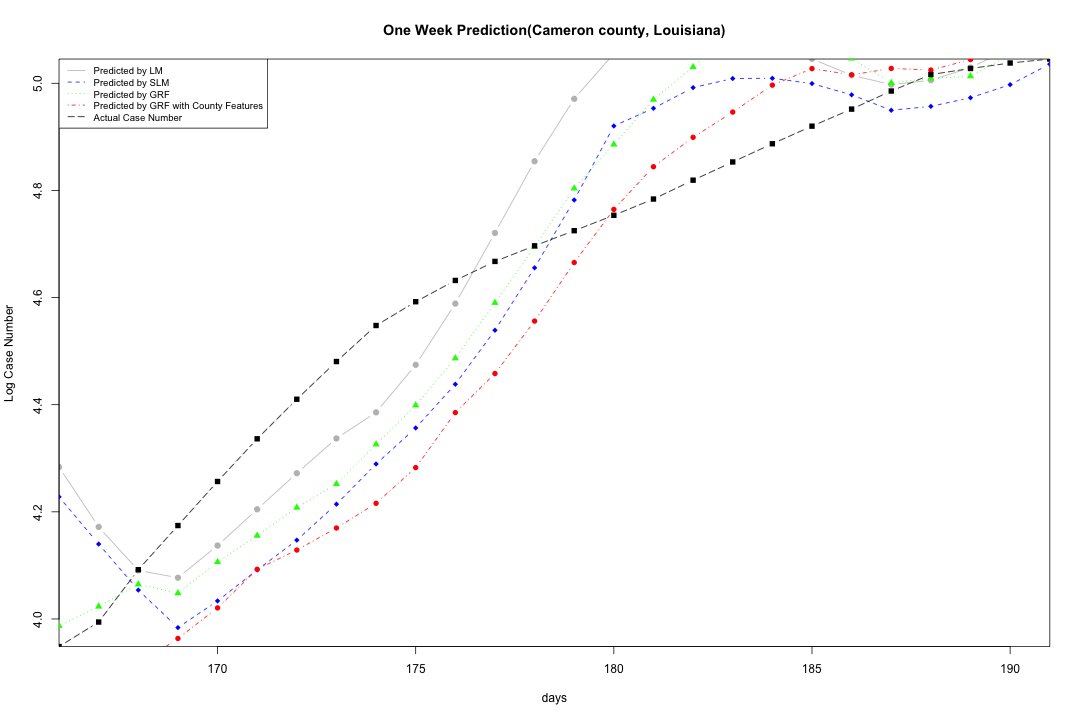 One Week Prediction(Cameron county, Louisiana)
Predicted by LM
Predicted by SLM
Predicted by GRF
Predicted by GRF with County Features
Actual Case Number
5.0
4.8
4.6
4.4
4.2
4.0
Log Case Number
170
175
180
185
190
days